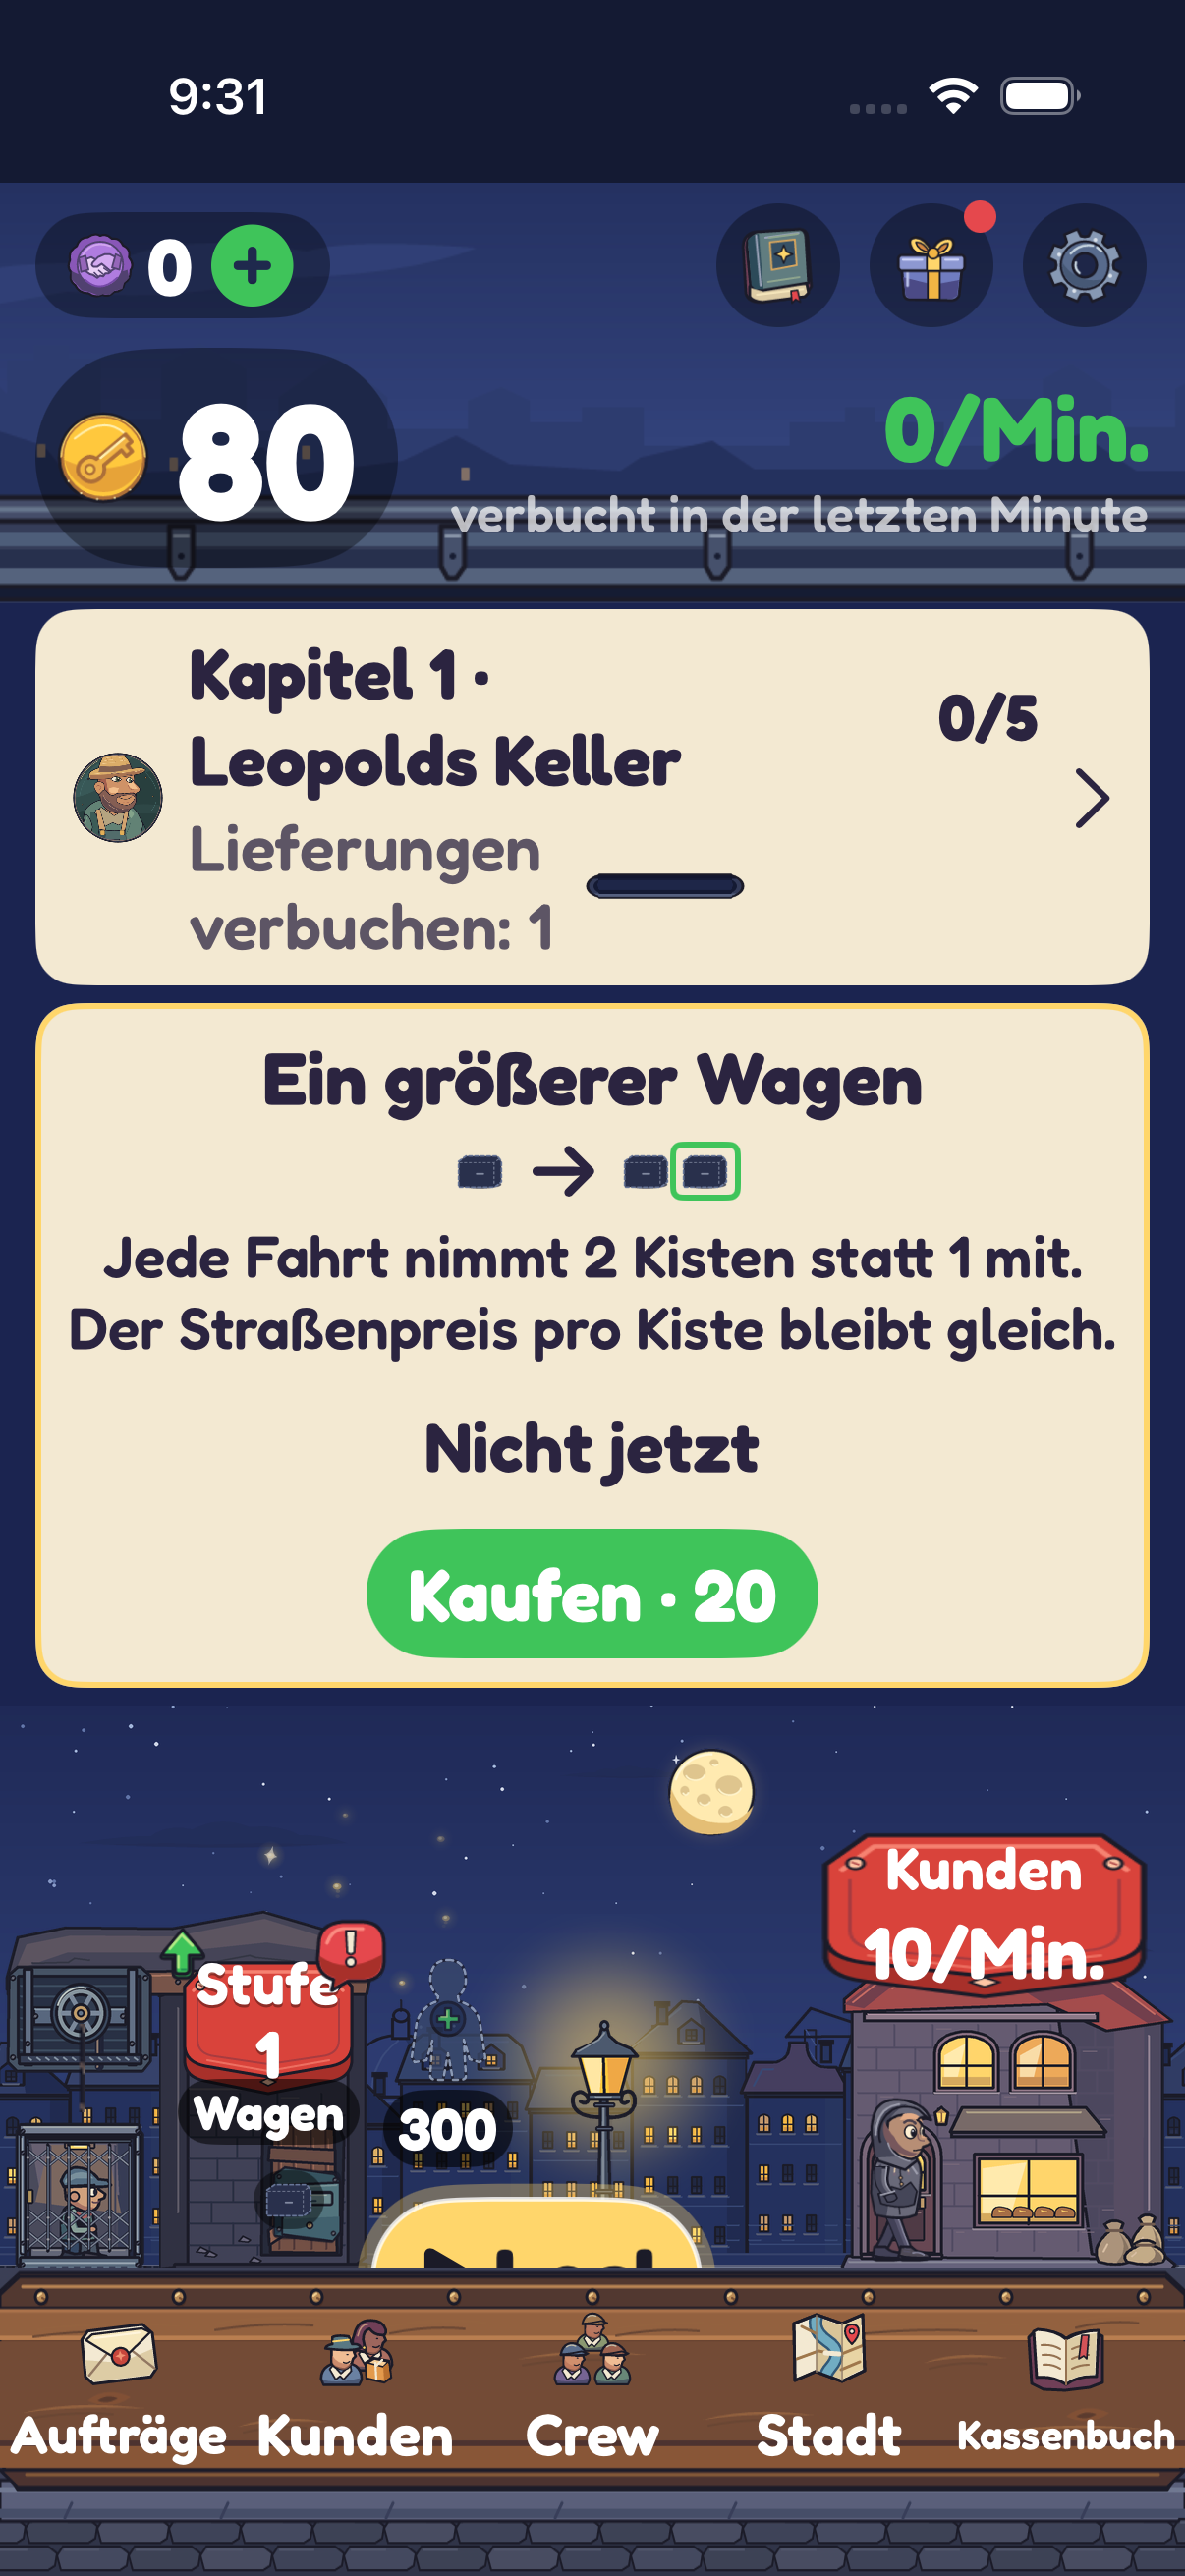 9:31
0
80
0/Min.
verbucht in der letzten Minute
Kapitel 1 ·
Leopolds Keller
0/5
Lieferungen
verbuchen: 1
Ein größerer Wagen
Jede Fahrt nimmt 2 Kisten statt 1 mit.
Der Straßenpreis pro Kiste bleibt gleich.
Nicht jetzt
Kaufen · 20
Kunden
10/Min.
Stufe
1
Wagen
300
Aufträge
Kunden
Crew
Stadt
Kassenbuch